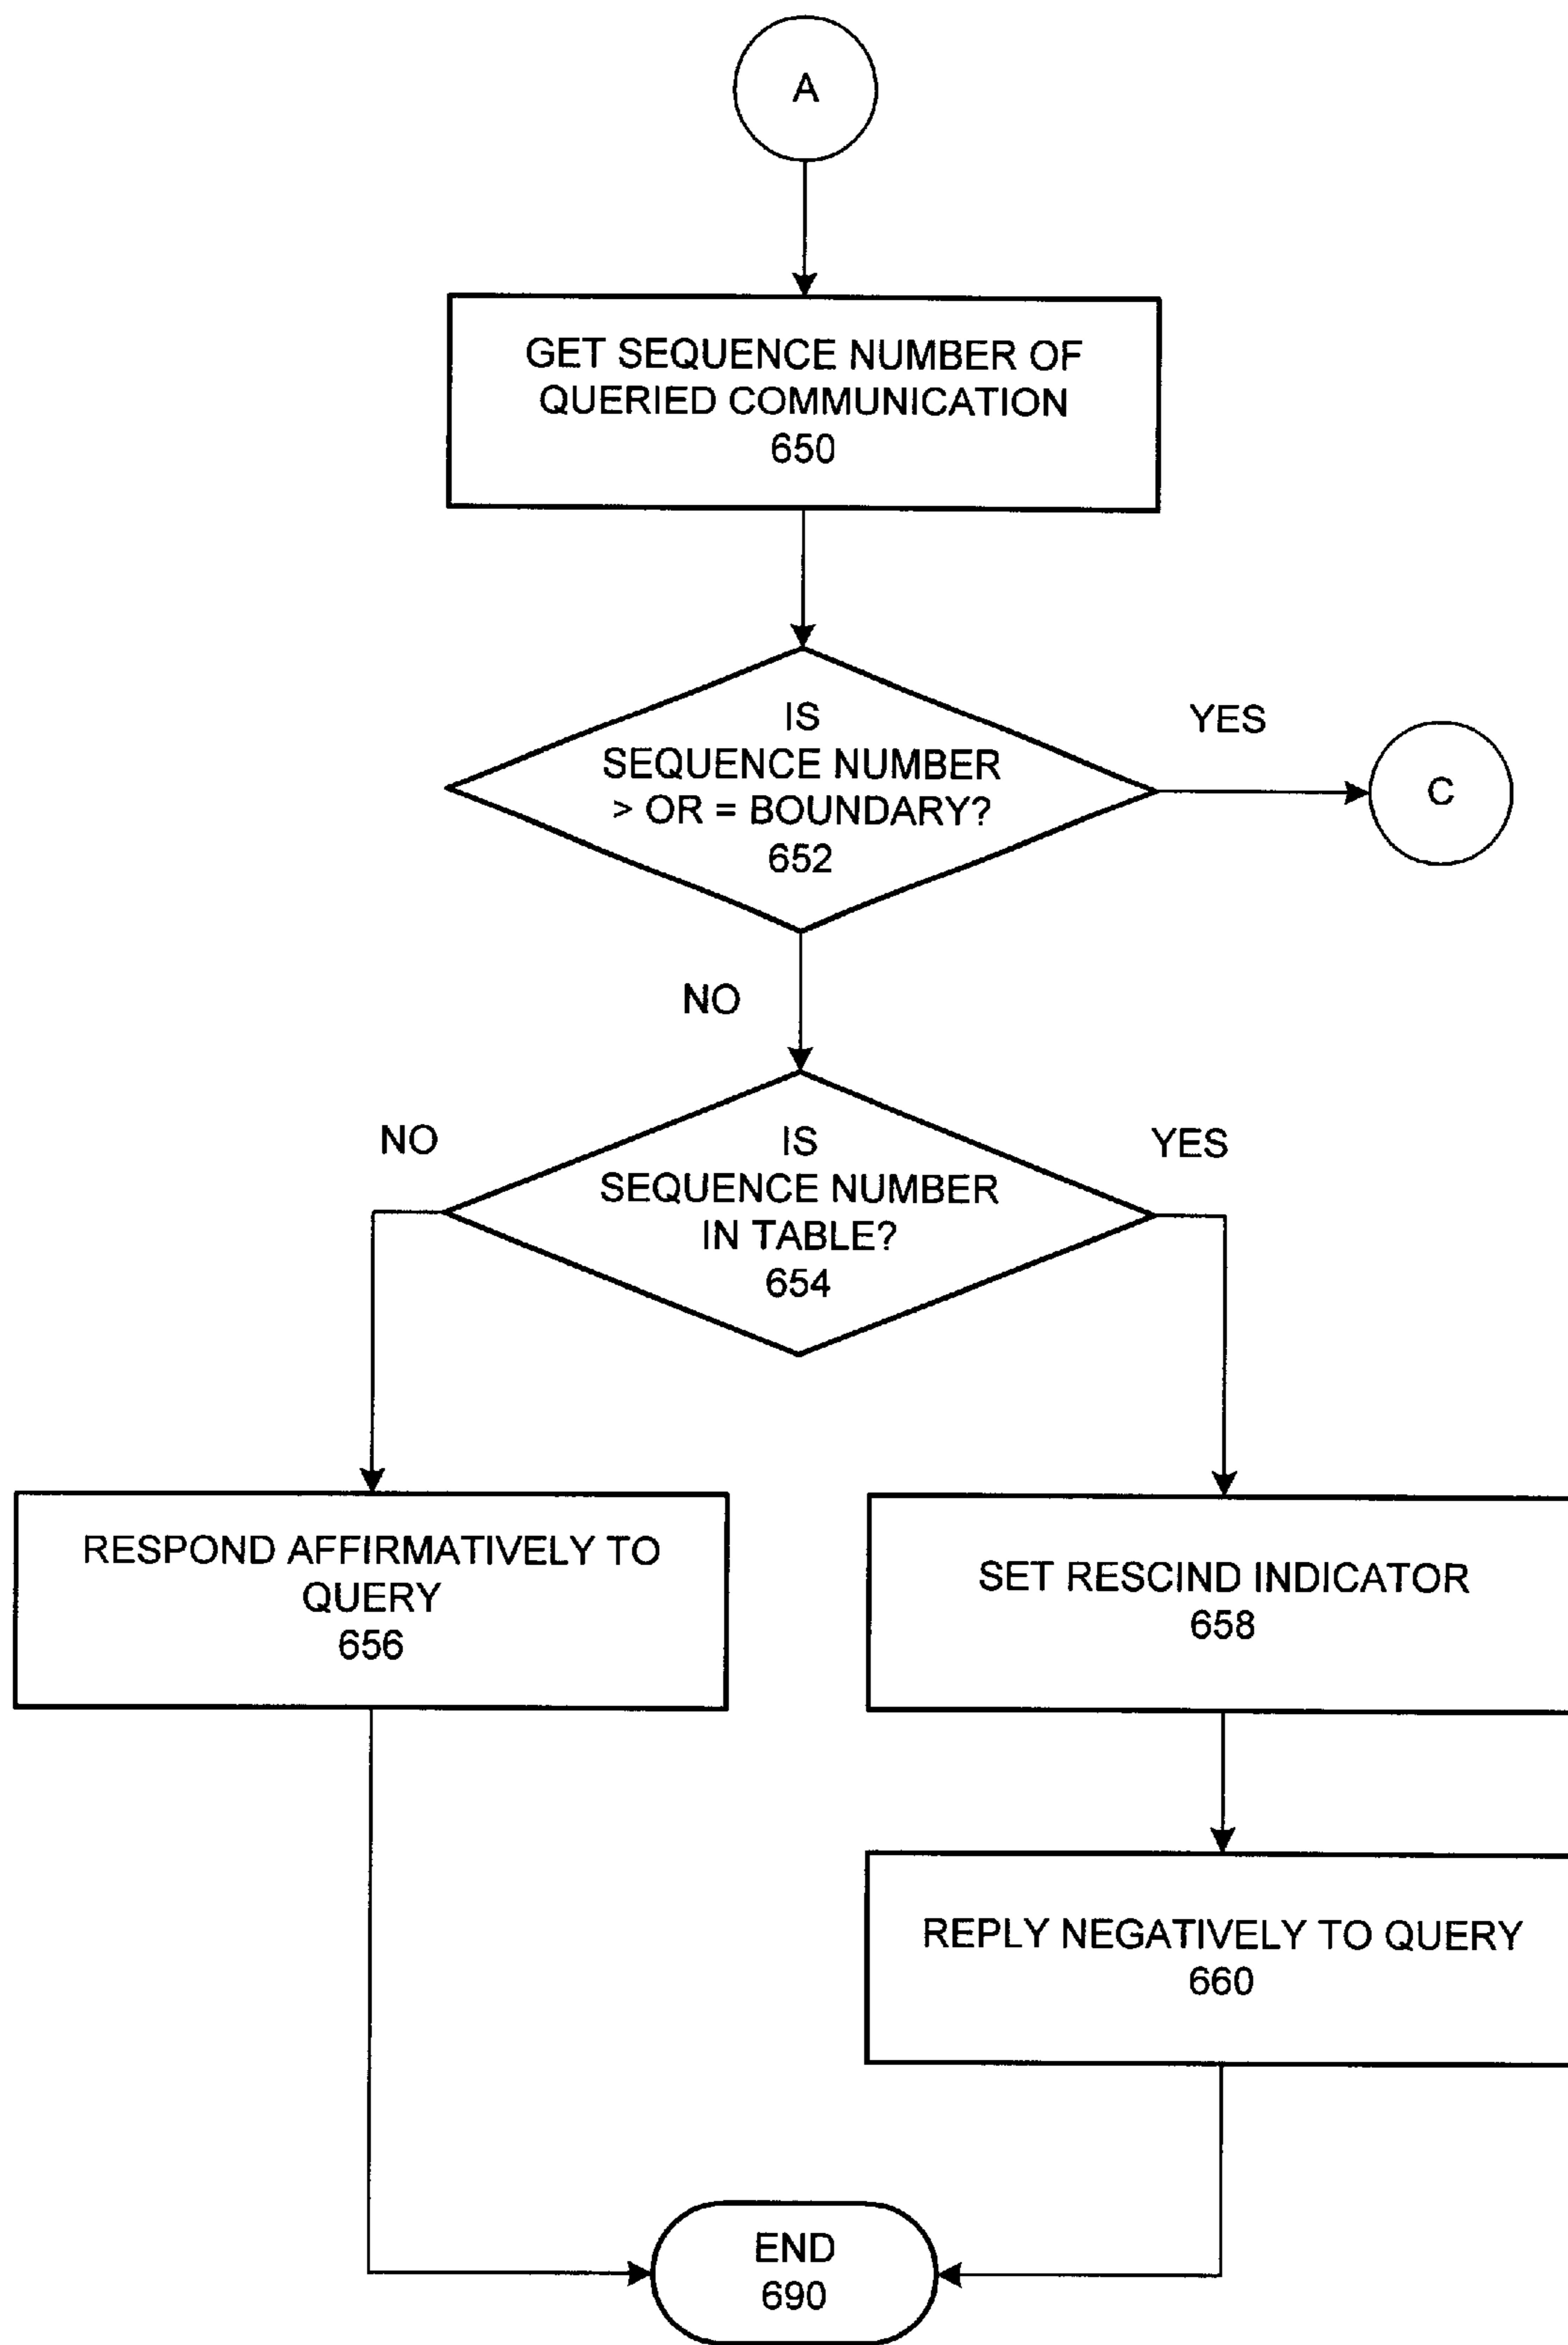 A
GET SEQUENCE NUMBER OF
QUERIED COMMUNICATION
650
IS
SEQUENCE NUMBER
> OR = BOUNDARY?
652
YES
C
NO
NO
IS
SEQUENCE NUMBER
IN TABLE?
654
YES
RESPOND AFFIRMATIVELY TO
QUERY
656
SET RESCIND INDICATOR
658
REPLY NEGATIVELY TO QUERY
660
END
690